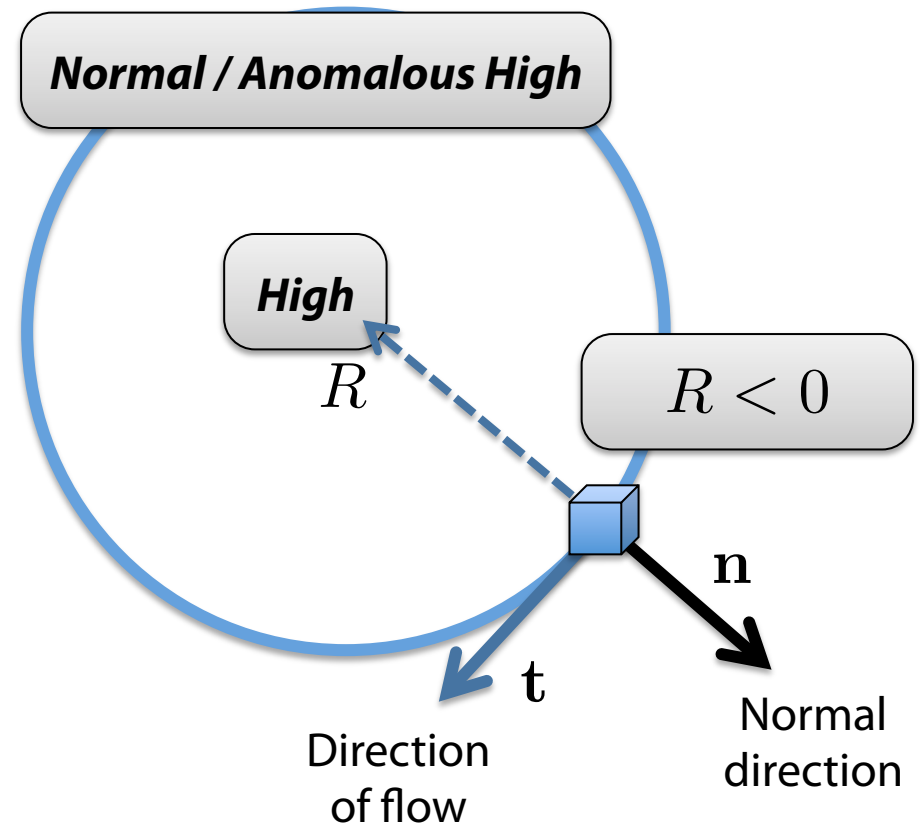 Normal / Anomalous High
High
R
R < 0
n
t
Normal
direction
Direction
of flow